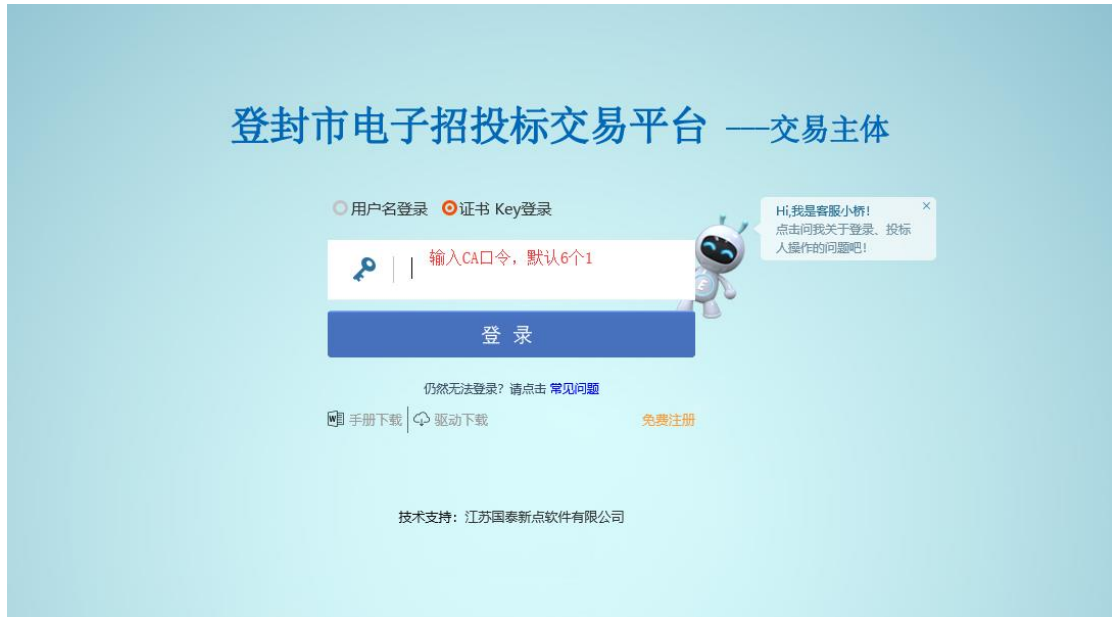 登封市电子招投标交易平台 ——交易主体
用户名登录 证书 Key登录
Hi,我是客服小桥!
点击问我关于登录、投标
人操作的问题吧!
输入CA口令, 默认6个1
E
登 录
仍然无法登录? 请点击 常见问题
手册下载 驱动下载 免费注册
技术支持: 江苏国泰新点软件有限公司